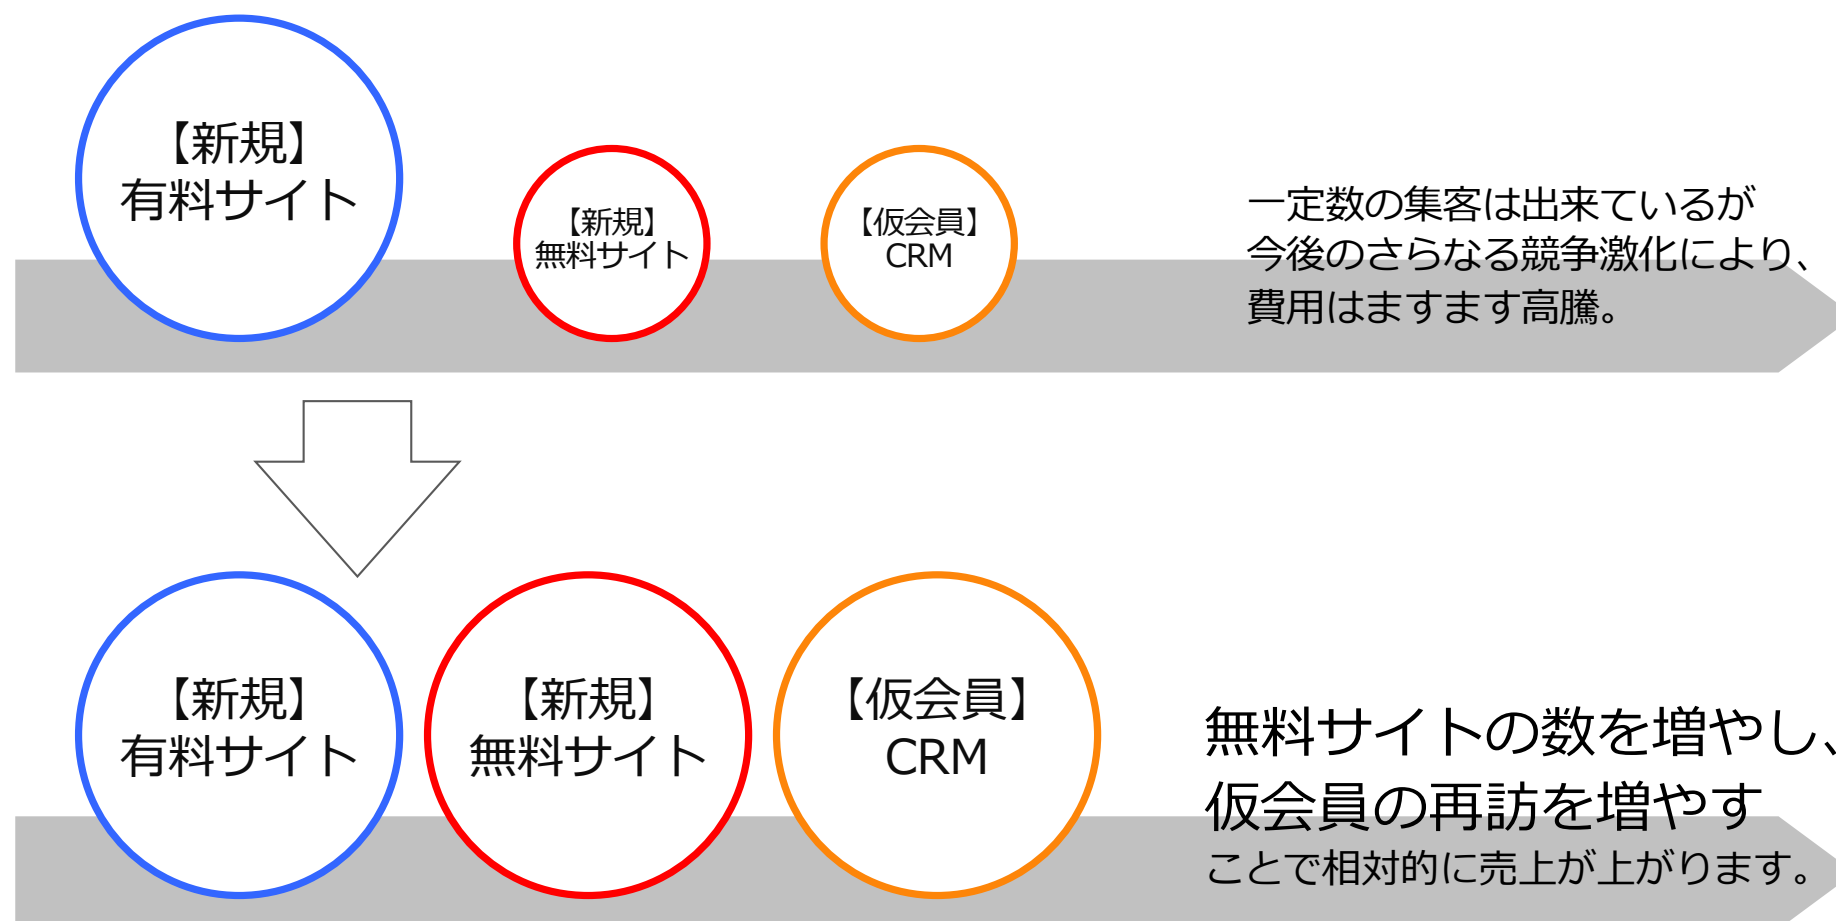 【新規】
有料サイト
【新規】
無料サイト
【仮会員】
CRM
一定数の集客は出来ているが
今後のさらなる競争激化により、
費用はますます高騰。
【新規】
有料サイト
【新規】
無料サイト
【仮会員】
CRM
無料サイトの数を増やし、
仮会員の再訪を増やす
ことで相対的に売上が上がります。